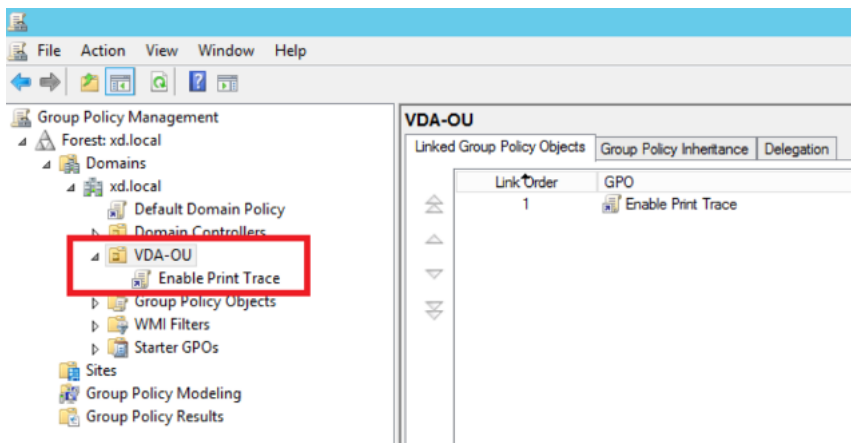 File Action View Window Help
Group Policy Management
Forest: xd.local
Domains
xd.local
Default Domain Policy
Domain Controllers
VDA-OU
Enable Print Trace
Group Policy Objects
WMI Filters
Starter GPOs
Sites
Group Policy Modeling
Group Policy Results
VDA-OU
Linked Group Policy Objects Group Policy Inheritance Delegation
Link Order GPO
1 Enable Print Trace